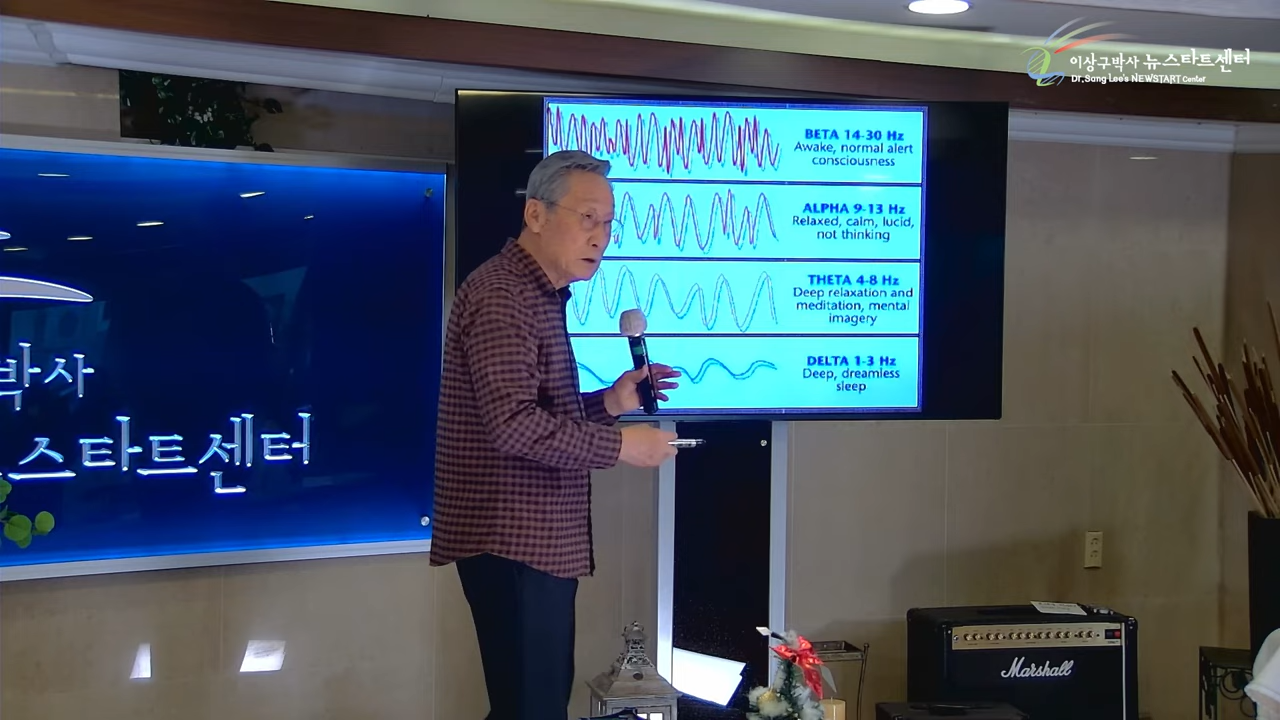 이상구박사 뉴스타트센터
Dr.Sang Lee's NEWSTART Center
BETA 14-30 Hz
Awake, normal alert
consciousness
ALPHA 9-13 Hz
Relaxed, calm, lucid,
not thinking
THETA 4-8 Hz
Deep relaxation and
meditation, mental
imagery
DELTA 1-3 Hz
Deep, dreamless
sleep
박사
스타트센터
Marshall